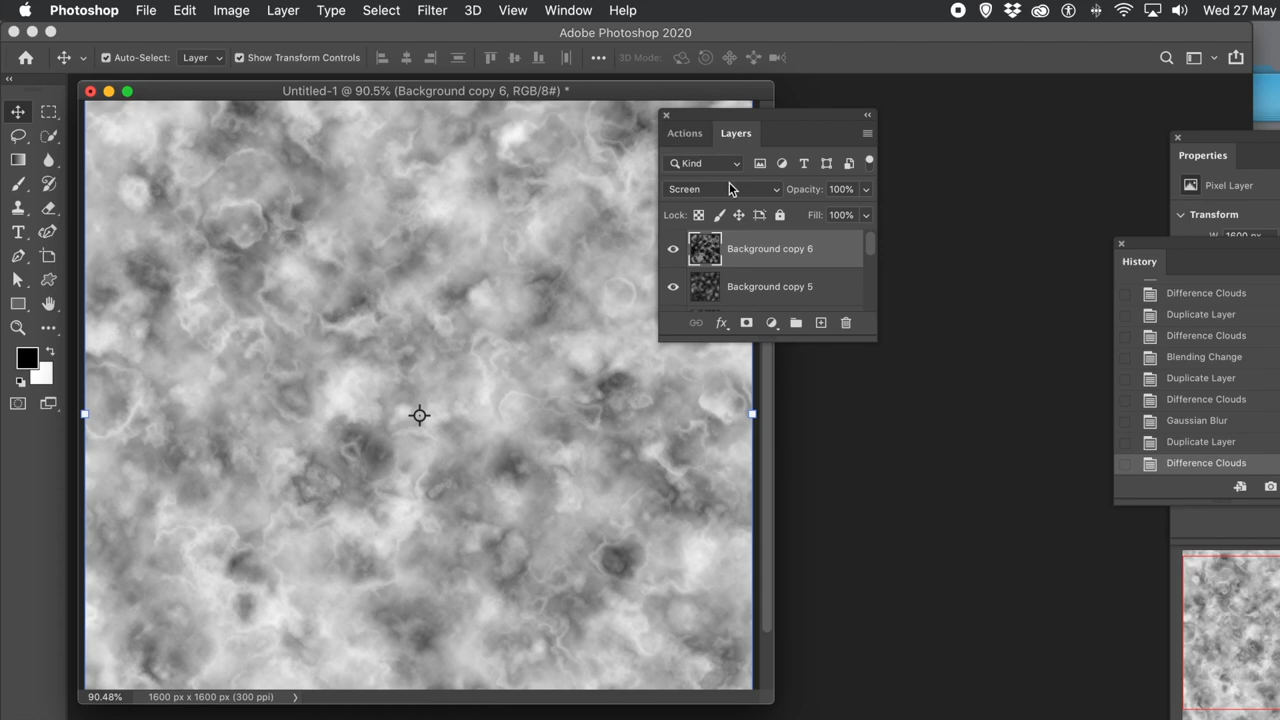 Photoshop File Edit Image Layer Type Select Filter 3D View Window Help Wed 27 May
Adobe Photoshop 2020
Auto-Select: Layer Show Transform Controls 3D Mode:
Untitled-1 @ 90.5% (Background copy 6, RGB/8#) *
Actions Layers
Kind
Screen Opacity: 100%
Lock: Fill: 100%
Background copy 6
Background copy 5
Properties
Pixel Layer
Transform
W 1600 px
History
Difference Clouds
Duplicate Layer
Difference Clouds
Blending Change
Duplicate Layer
Difference Clouds
Gaussian Blur
Duplicate Layer
Difference Clouds
90.48% 1600 px x 1600 px (300 ppi)